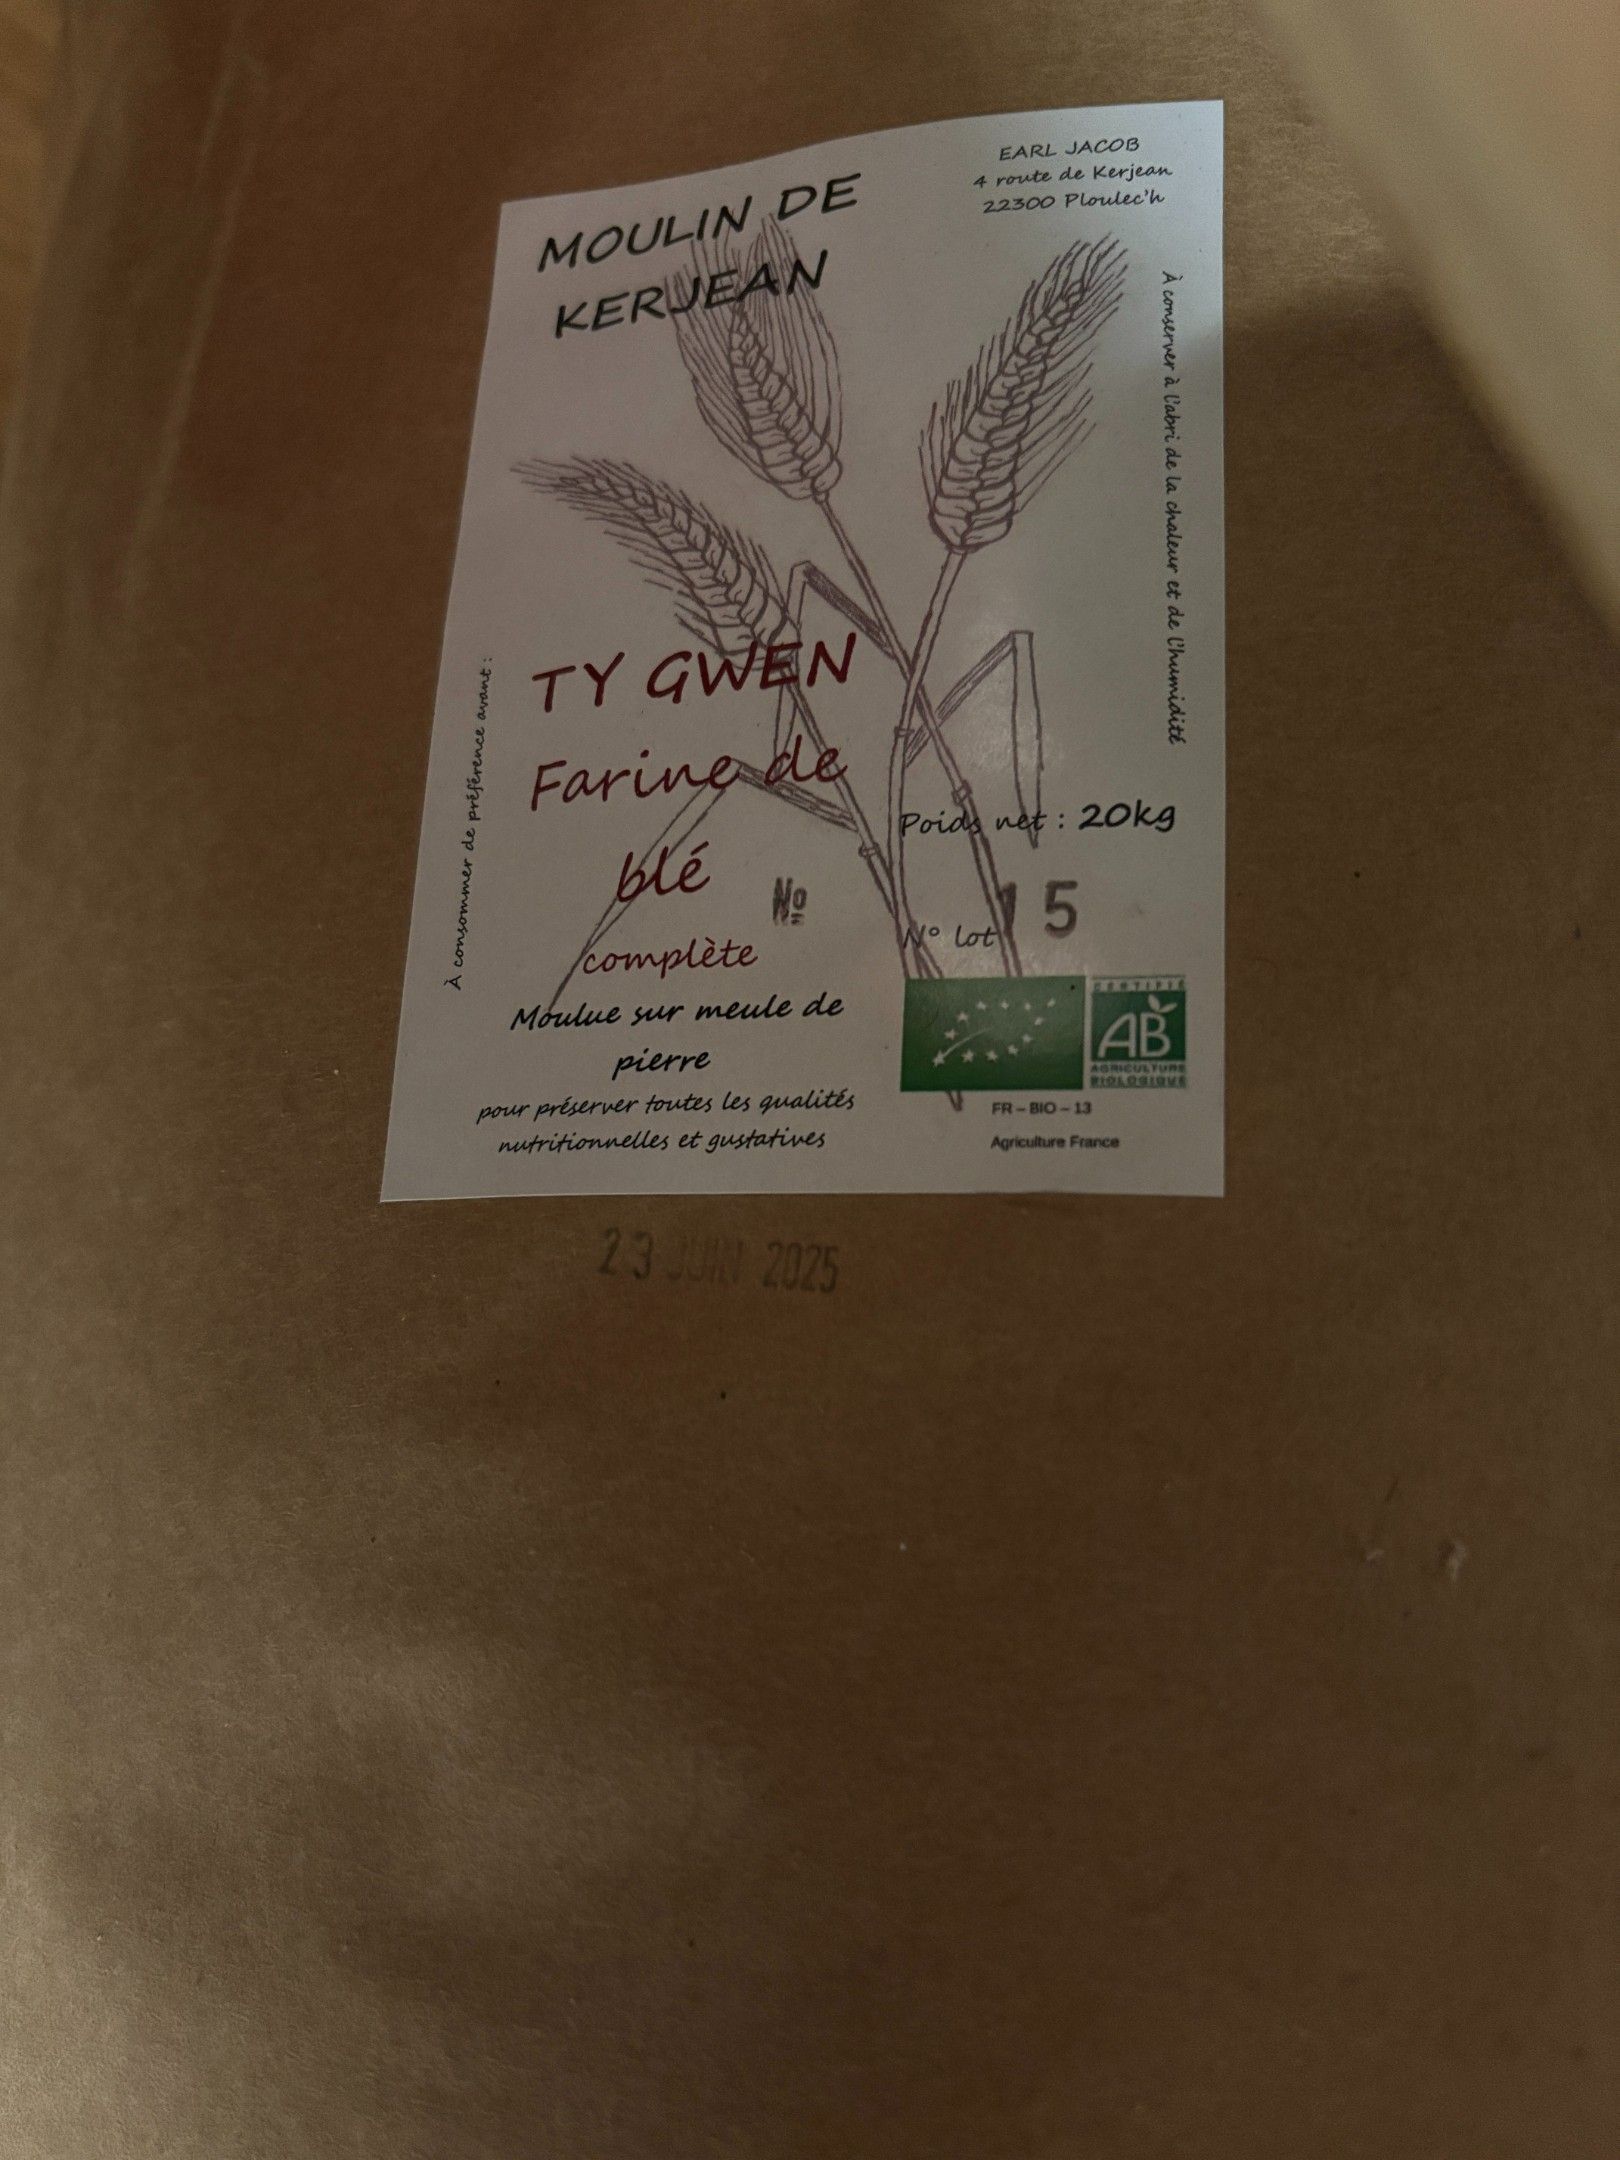 EARL JACOB
4 route de Kerjean
22300 Ploulec'h
MOULIN DE
KERJEAN
À conserver à l'abri de la chaleur et de l'humidité
À consommer de préférence avant :
TY GWEN
Farine de
blé
complète
Moulue sur meule de
pierre
pour préserver toutes les qualités
nutritionnelles et gustatives
Poids net : 20kg
Nº 15
N° lot
CERTIFIÉ
AB
AGRICULTURE
BIOLOGIQUE
FR – BIO – 13
Agriculture France
23 JUIN 2025